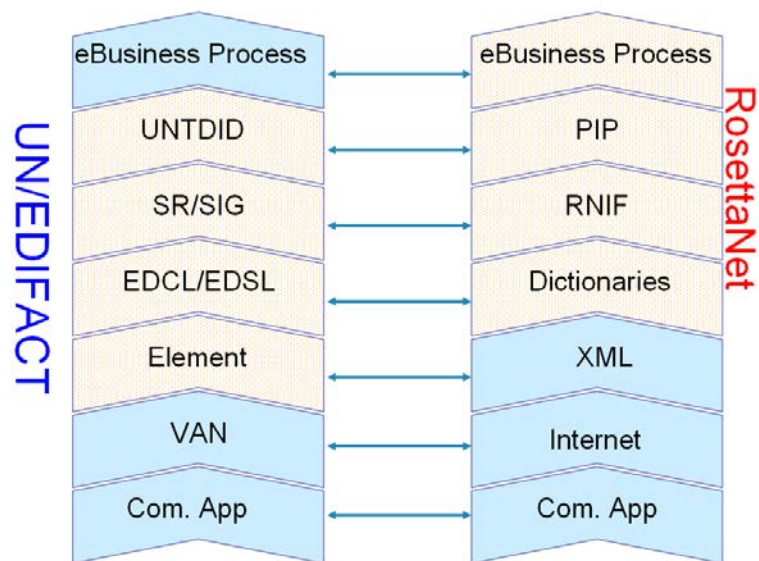 UN/EDIFACT
eBusiness Process
UNTDID
SR/SIG
EDCL/EDSL
Element
VAN
Com. App
eBusiness Process
PIP
RNIF
Dictionaries
XML
Internet
Com. App
RosettaNet